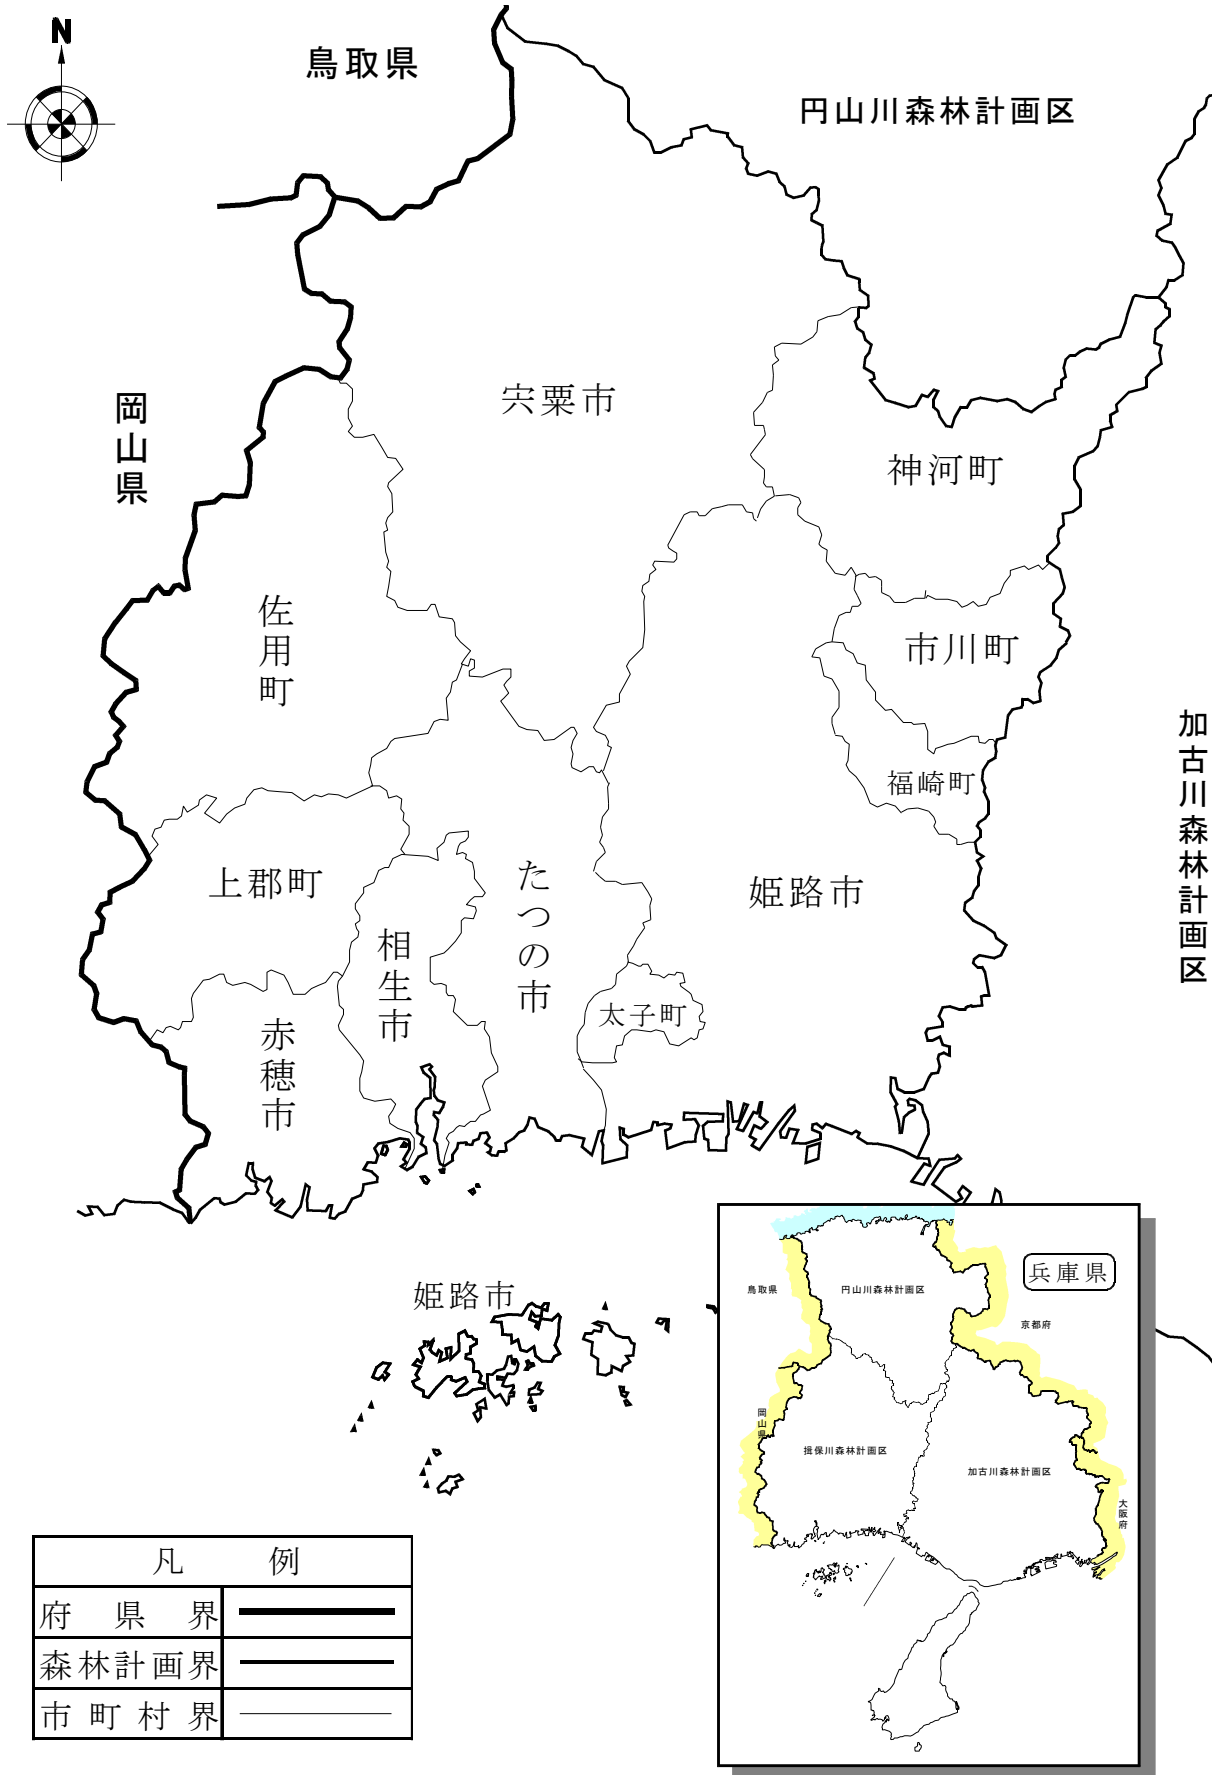 N
鳥取県
円山川森林計画区
宍粟市
岡山県
神河町
佐用町
市川町
加古川森林計画区
福崎町
上郡町
たつの市
姫路市
相生市
太子町
赤穂市
姫路市
兵庫県
鳥取県
円山川森林計画区
京都府
岡山県
揖保川森林計画区
加古川森林計画区
大阪府
凡例
府県界
森林計画界
市町村界